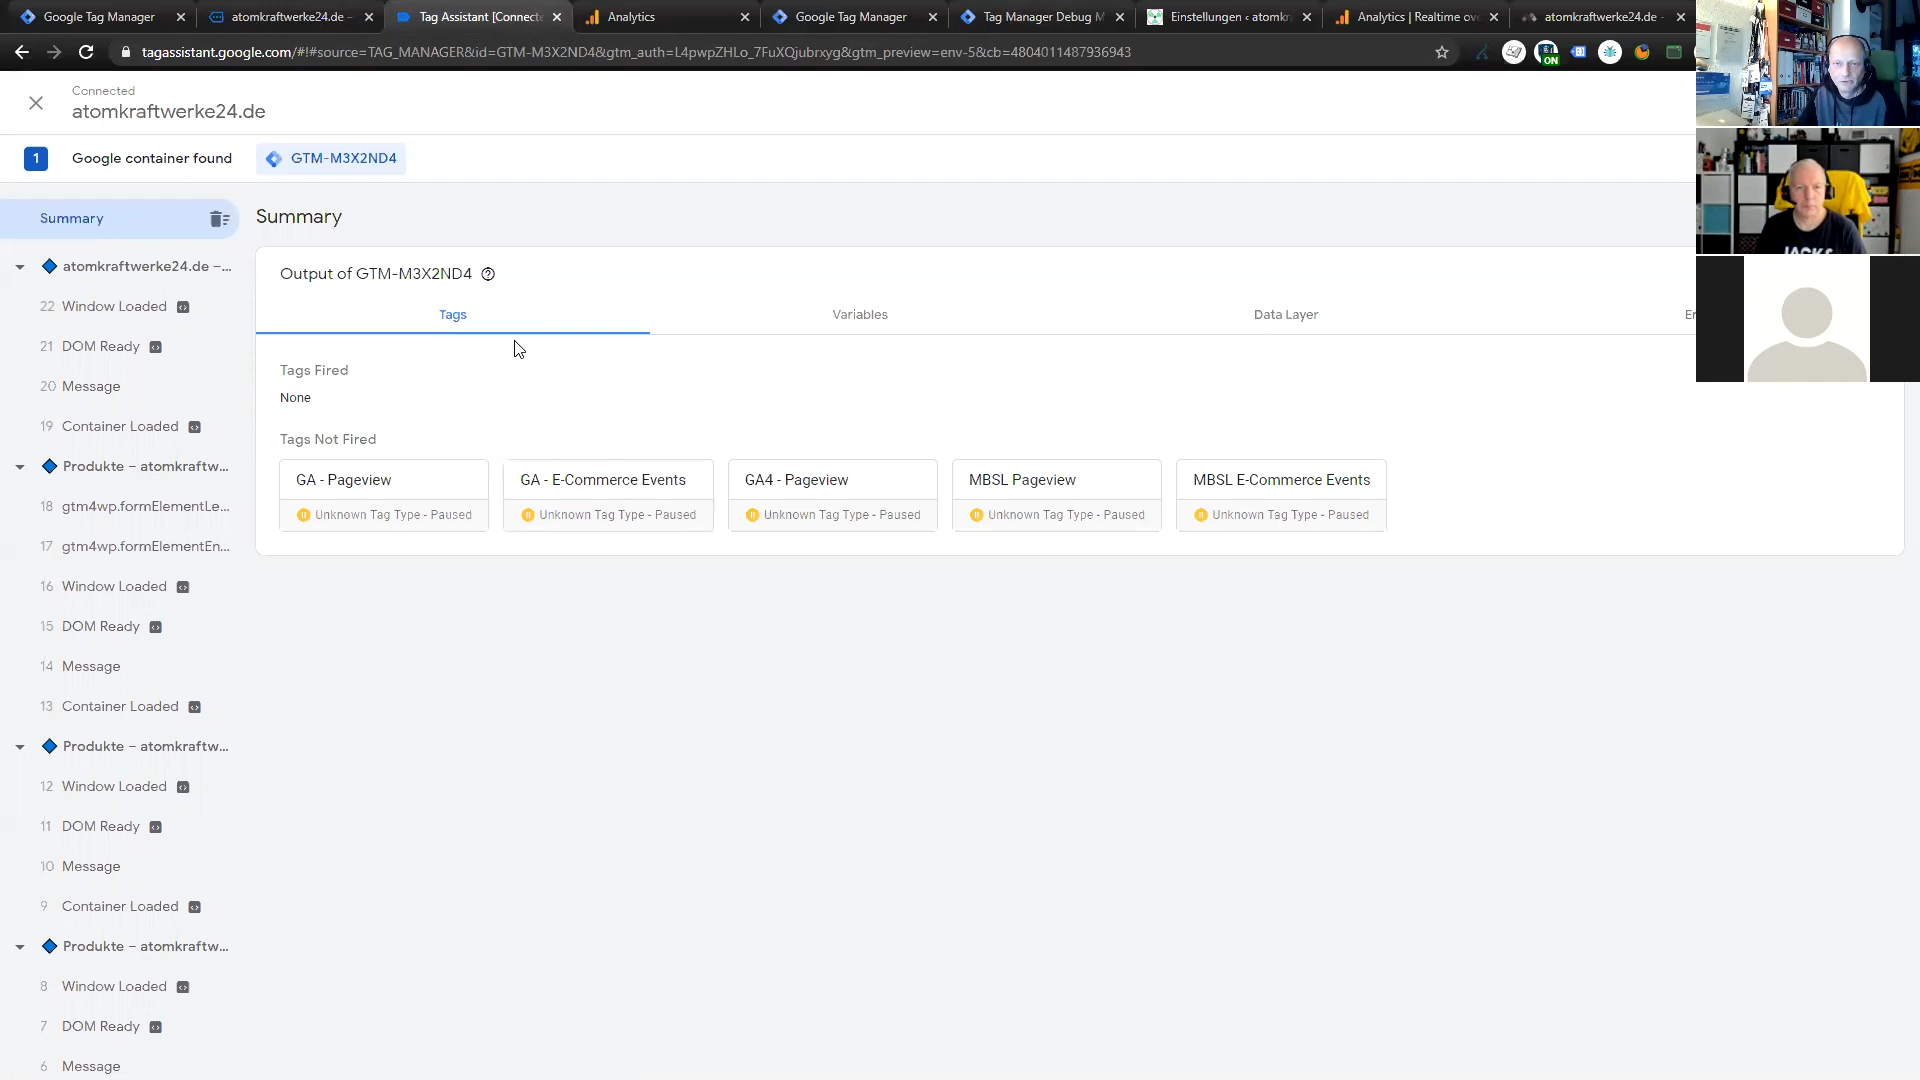 Google Tag Manager
atomkraftwerke24.de -
Tag Assistant [Connecte
Analytics
Google Tag Manager
Tag Manager Debug M
Einstellungen ‹ atomkr
Analytics | Realtime ov
atomkraftwerke24.de -
tagassistant.google.com/#!#source=TAG_MANAGER&id=GTM-M3X2ND4&gtm_auth=L4pwpZHLo_7FuXQjubrxyg&gtm_preview=env-5&cb=4804011487936943
ON
Connected
atomkraftwerke24.de
1
Google container found
GTM-M3X2ND4
Summary
atomkraftwerke24.de –...
22 Window Loaded
21 DOM Ready
20 Message
19 Container Loaded
Produkte – atomkraftw...
18 gtm4wp.formElementLe...
17 gtm4wp.formElementEn...
16 Window Loaded
15 DOM Ready
14 Message
13 Container Loaded
Produkte – atomkraftw...
12 Window Loaded
11 DOM Ready
10 Message
9 Container Loaded
Produkte – atomkraftw...
8 Window Loaded
7 DOM Ready
6 Message
Summary
Output of GTM-M3X2ND4
Tags
Variables
Data Layer
Er
Tags Fired
None
Tags Not Fired
GA - Pageview
Unknown Tag Type - Paused
GA - E-Commerce Events
Unknown Tag Type - Paused
GA4 - Pageview
Unknown Tag Type - Paused
MBSL Pageview
Unknown Tag Type - Paused
MBSL E-Commerce Events
Unknown Tag Type - Paused